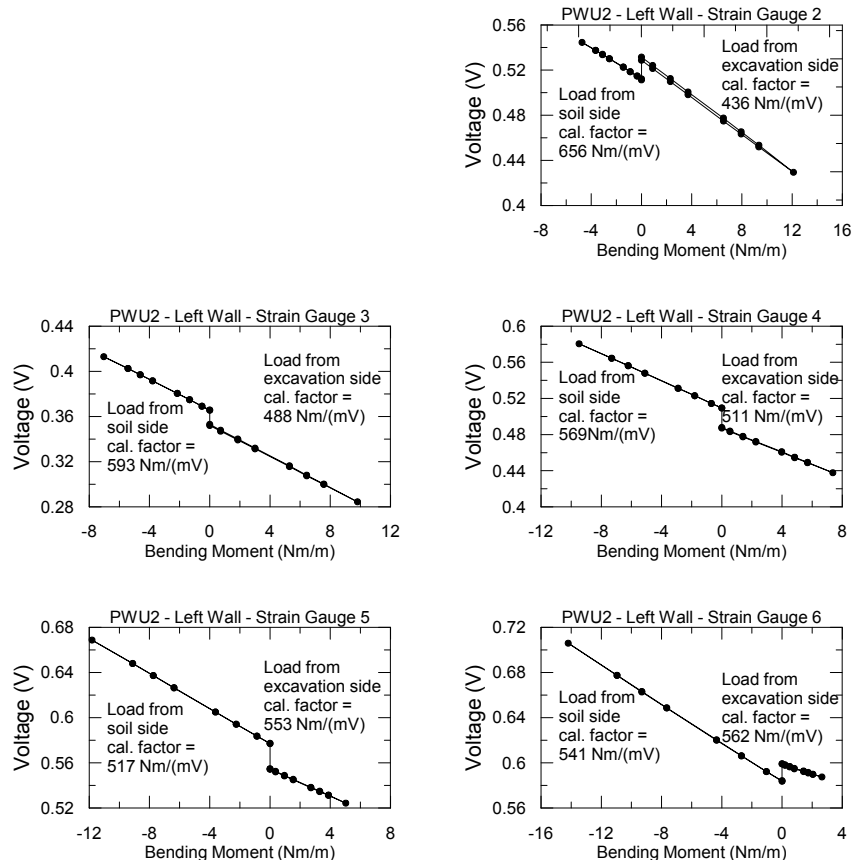 PWU2 - Left Wall - Strain Gauge 2
0.56
0.52
0.48
0.44
0.4
Voltage (V)
Load from
excavation side
cal. factor =
436 Nm/(mV)
Load from
soil side
cal. factor =
656 Nm/(mV)
-8 -4 0 4 8 12 16
Bending Moment (Nm/m)
PWU2 - Left Wall - Strain Gauge 3
0.44
0.4
0.36
0.32
0.28
Voltage (V)
Load from
excavation side
cal. factor =
488 Nm/(mV)
Load from
soil side
cal. factor =
593 Nm/(mV)
-8 -4 0 4 8 12
Bending Moment (Nm/m)
PWU2 - Left Wall - Strain Gauge 4
0.6
0.56
0.52
0.48
0.44
0.4
Voltage (V)
Load from
excavation side
cal. factor =
511 Nm/(mV)
Load from
soil side
cal. factor =
569Nm/(mV)
-12 -8 -4 0 4 8
Bending Moment (Nm/m)
PWU2 - Left Wall - Strain Gauge 5
0.68
0.64
0.6
0.56
0.52
Voltage (V)
Load from
excavation side
cal. factor =
553 Nm/(mV)
Load from
soil side
cal. factor =
517 Nm/(mV)
-12 -8 -4 0 4 8
Bending Moment (Nm/m)
PWU2 - Left Wall - Strain Gauge 6
0.72
0.68
0.64
0.6
0.56
Voltage (V)
Load from
excavation side
cal. factor =
562 Nm/(mV)
Load from
soil side
cal. factor =
541 Nm/(mV)
-16 -12 -8 -4 0 4
Bending Moment (Nm/m)